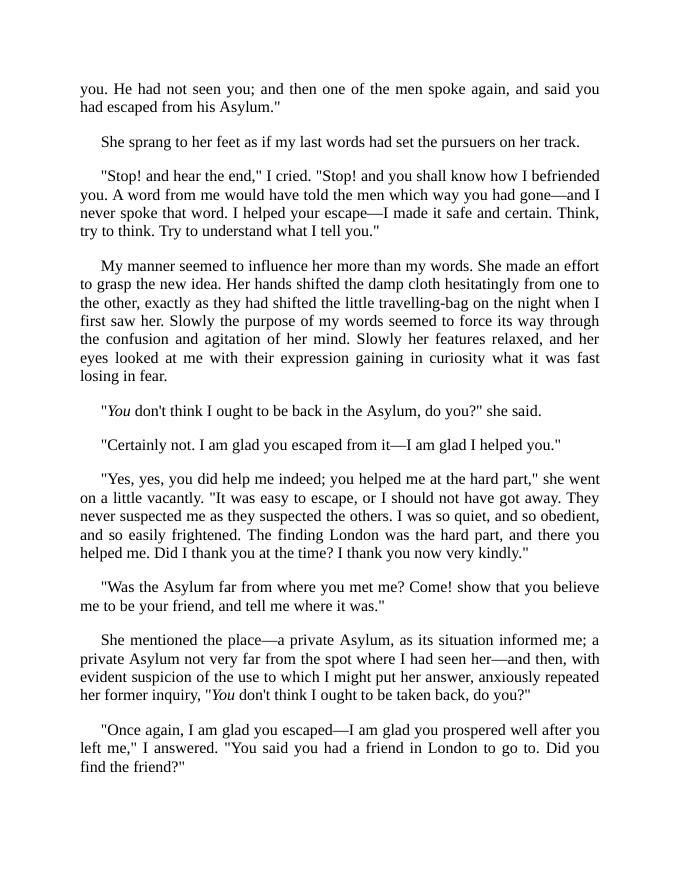 you. He had not seen you; and then one of the men spoke again, and said you
had escaped from his Asylum."
She sprang to her feet as if my last words had set the pursuers on her track.
"Stop! and hear the end," I cried. "Stop! and you shall know how I befriended
you. A word from me would have told the men which way you had gone—and I
never spoke that word. I helped your escape—I made it safe and certain. Think,
try to think. Try to understand what I tell you."
My manner seemed to influence her more than my words. She made an effort
to grasp the new idea. Her hands shifted the damp cloth hesitatingly from one to
the other, exactly as they had shifted the little travelling-bag on the night when I
first saw her. Slowly the purpose of my words seemed to force its way through
the confusion and agitation of her mind. Slowly her features relaxed, and her
eyes looked at me with their expression gaining in curiosity what it was fast
losing in fear.
"You don't think I ought to be back in the Asylum, do you?" she said.
"Certainly not. I am glad you escaped from it—I am glad I helped you."
"Yes, yes, you did help me indeed; you helped me at the hard part," she went
on a little vacantly. "It was easy to escape, or I should not have got away. They
never suspected me as they suspected the others. I was so quiet, and so obedient,
and so easily frightened. The finding London was the hard part, and there you
helped me. Did I thank you at the time? I thank you now very kindly."
"Was the Asylum far from where you met me? Come! show that you believe
me to be your friend, and tell me where it was."
She mentioned the place—a private Asylum, as its situation informed me; a
private Asylum not very far from the spot where I had seen her—and then, with
evident suspicion of the use to which I might put her answer, anxiously repeated
her former inquiry, "You don't think I ought to be taken back, do you?"
"Once again, I am glad you escaped—I am glad you prospered well after you
left me," I answered. "You said you had a friend in London to go to. Did you
find the friend?"